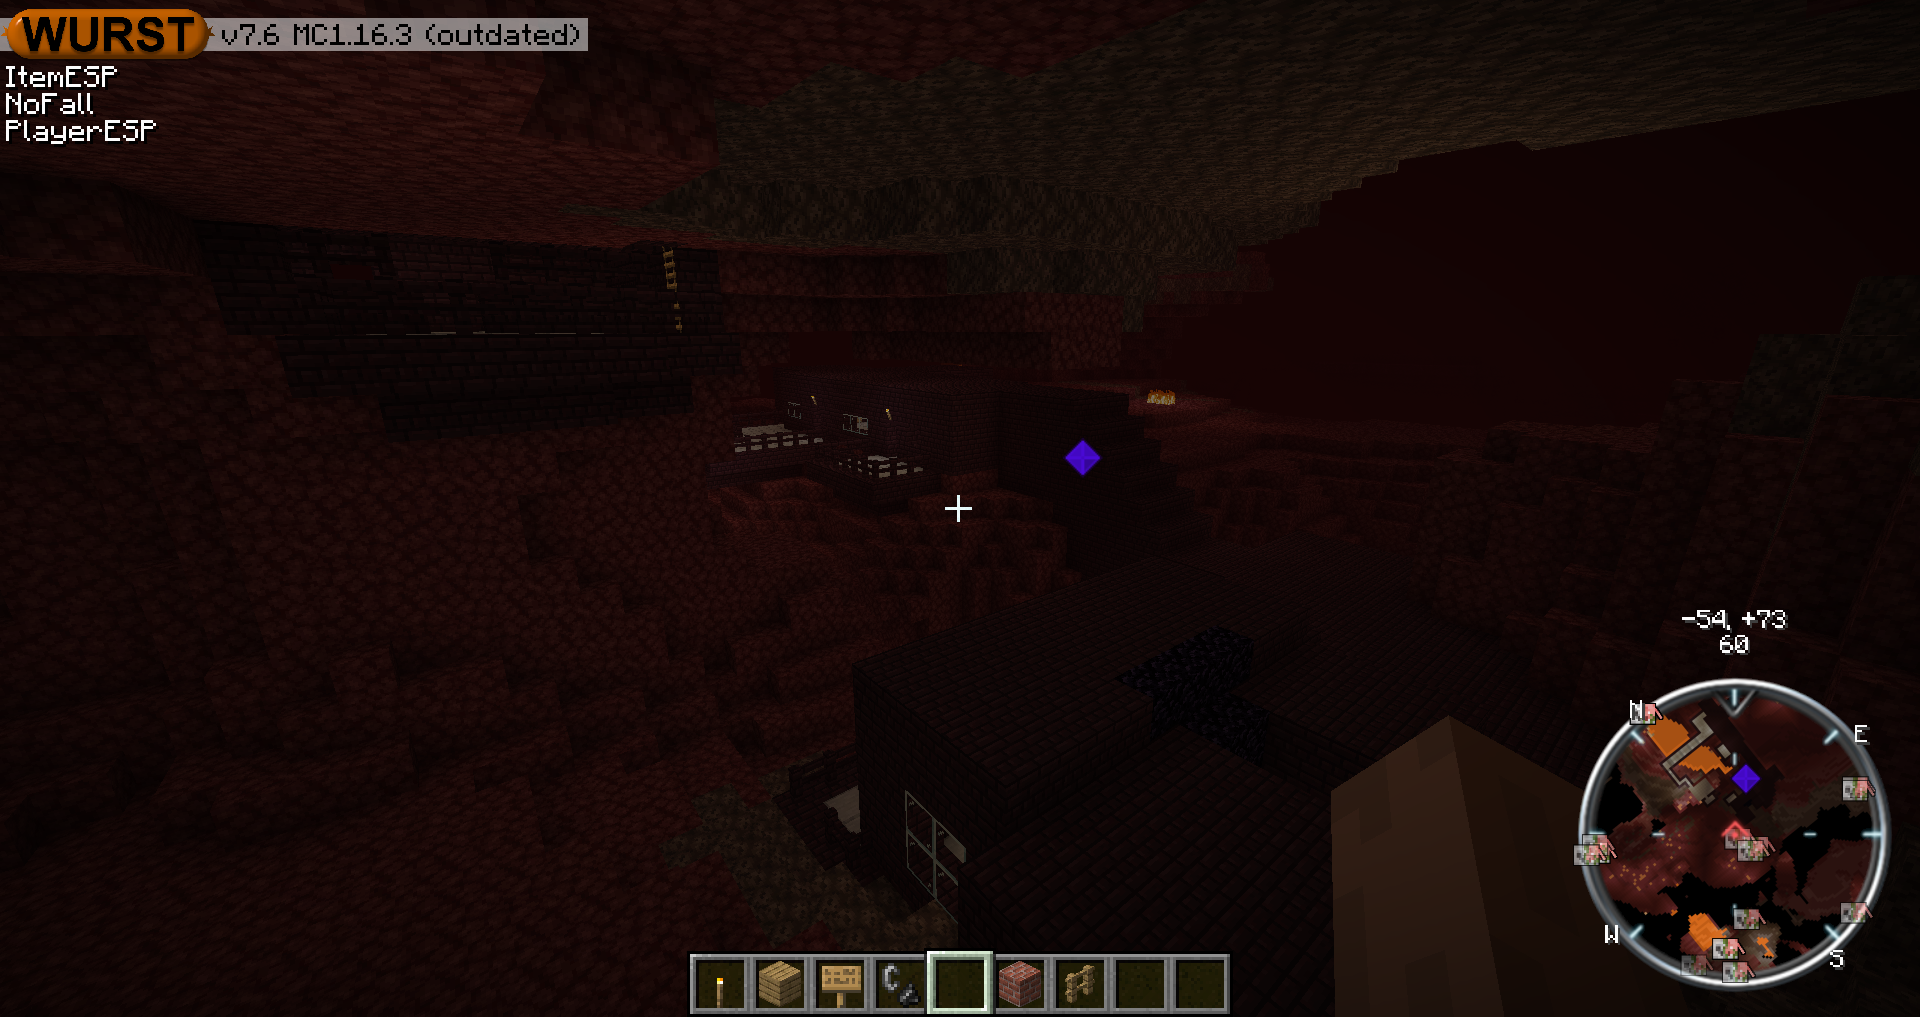 WURST v7.6 MC1.16.3 (outdated)
ItemESP
NoFall
PlayerESP
-54, +73
60
N
E
W
S